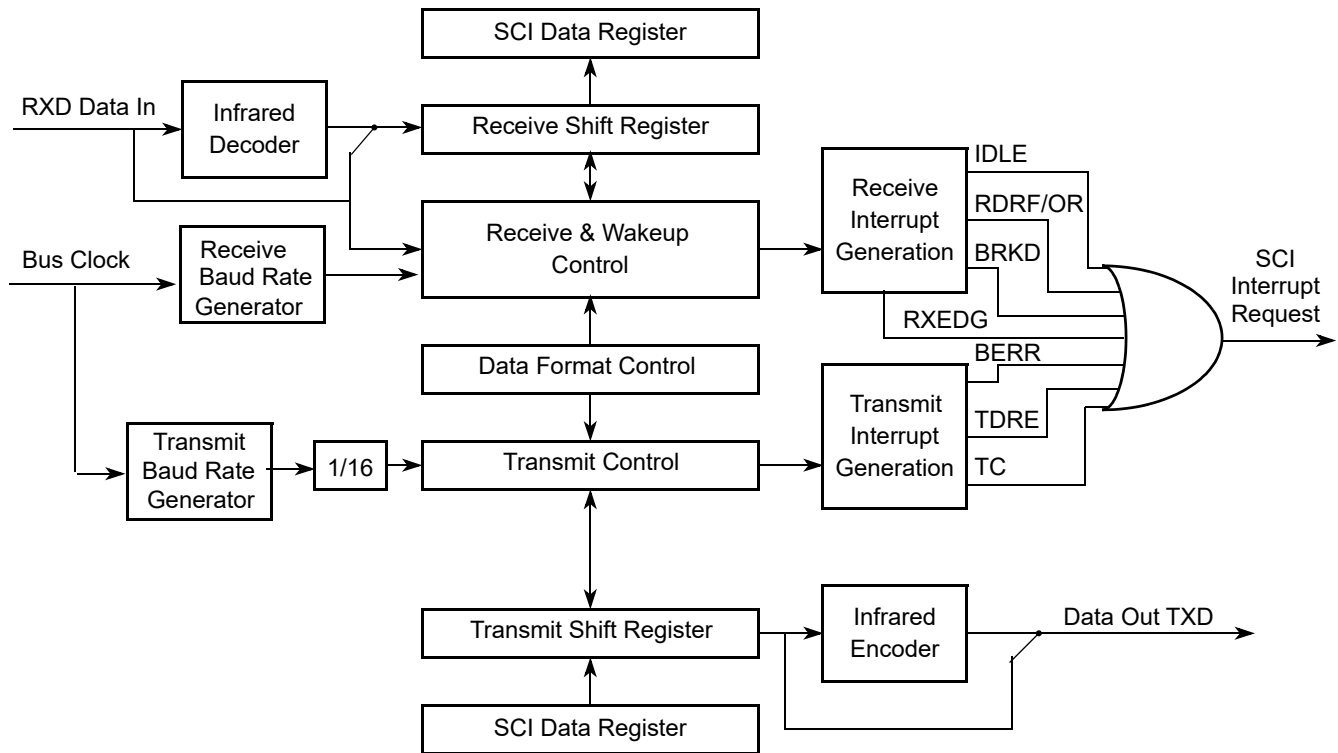 SCI Data Register
RXD Data In
Infrared
Decoder
Receive Shift Register
IDLE
Receive
Interrupt
Generation
RDRF/OR
BRKD
RXEDG
Receive & Wakeup
Control
Bus Clock
Receive
Baud Rate
Generator
SCI
Interrupt
Request
Data Format Control
BERR
Transmit
Interrupt
Generation
TDRE
TC
Transmit
Baud Rate
Generator
1/16
Transmit Control
Transmit Shift Register
Infrared
Encoder
Data Out TXD
SCI Data Register